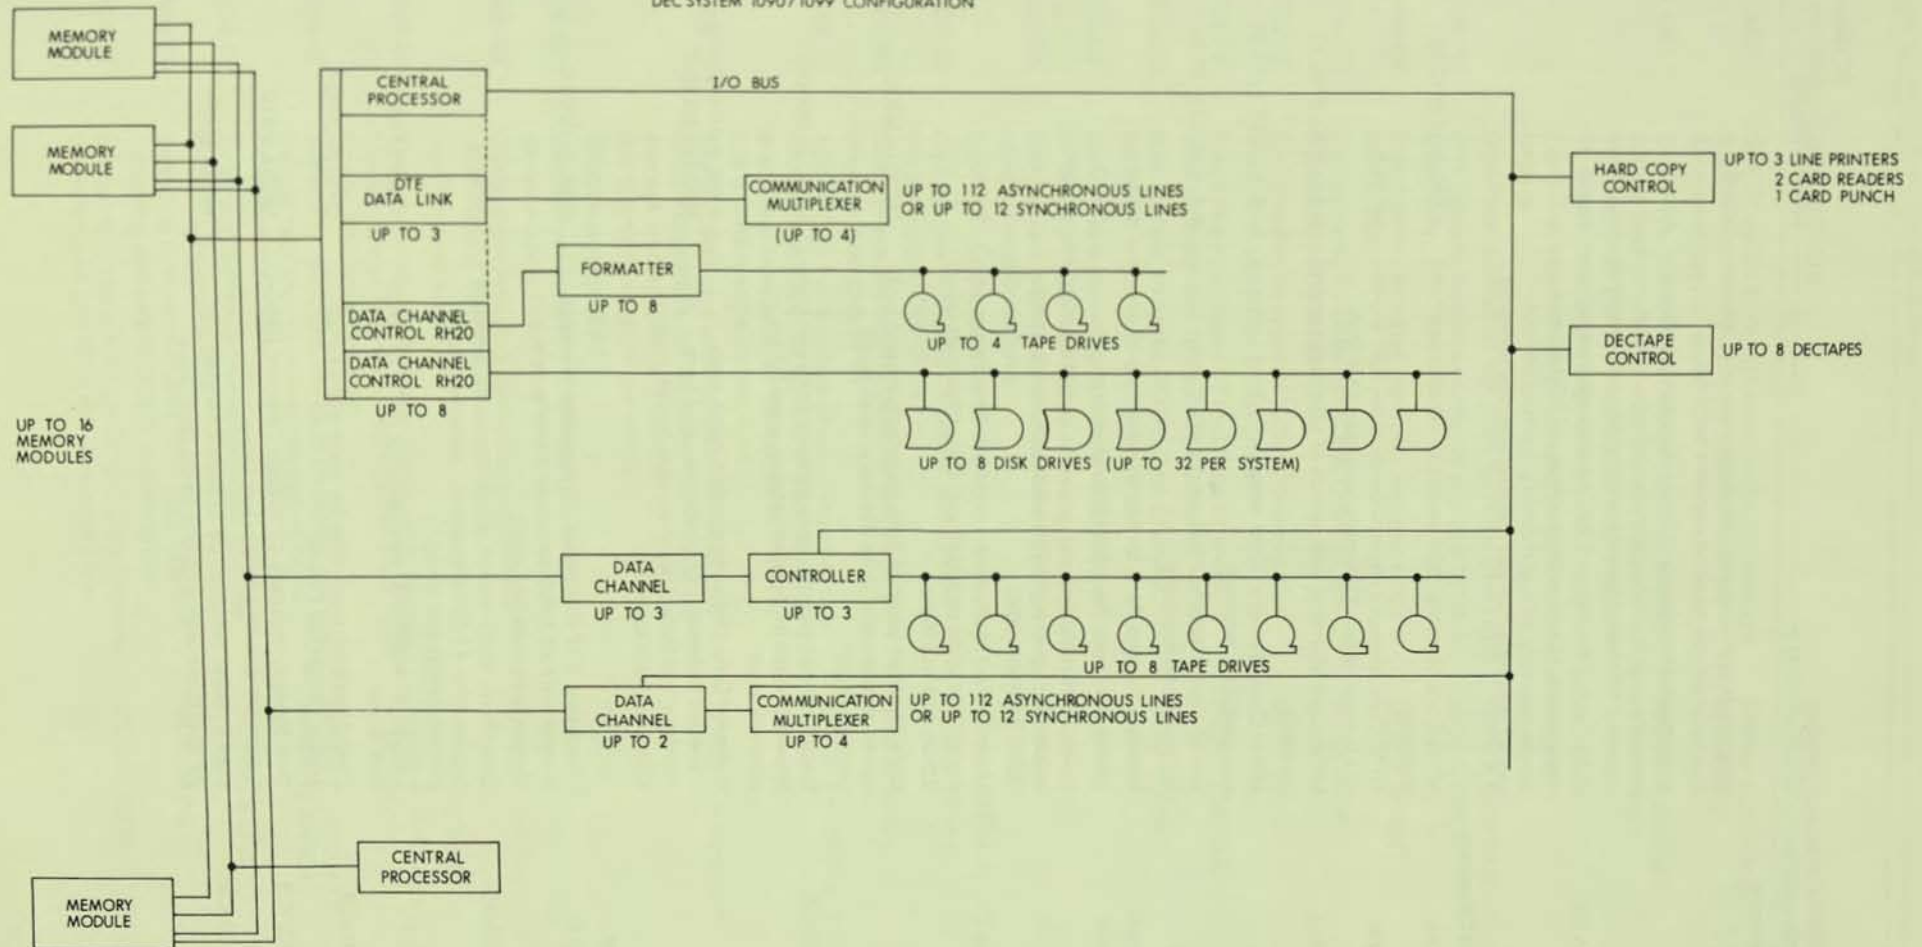 DEC SYSTEM 1090/1099 CONFIGURATION
MEMORY
MODULE
MEMORY
MODULE
UP TO 16
MEMORY
MODULES
MEMORY
MODULE
CENTRAL
PROCESSOR
I/O BUS
DTE
DATA LINK
UP TO 3
COMMUNICATION
MULTIPLEXER
(UP TO 4)
UP TO 112 ASYNCHRONOUS LINES
OR UP TO 12 SYNCHRONOUS LINES
FORMATTER
UP TO 8
UP TO 4 TAPE DRIVES
DATA CHANNEL
CONTROL RH20
DATA CHANNEL
CONTROL RH20
UP TO 8
UP TO 8 DISK DRIVES (UP TO 32 PER SYSTEM)
HARD COPY
CONTROL
UP TO 3 LINE PRINTERS
2 CARD READERS
1 CARD PUNCH
DECTAPE
CONTROL
UP TO 8 DECTAPES
DATA
CHANNEL
UP TO 3
CONTROLLER
UP TO 3
UP TO 8 TAPE DRIVES
DATA
CHANNEL
UP TO 2
COMMUNICATION
MULTIPLEXER
UP TO 4
UP TO 112 ASYNCHRONOUS LINES
OR UP TO 12 SYNCHRONOUS LINES
CENTRAL
PROCESSOR